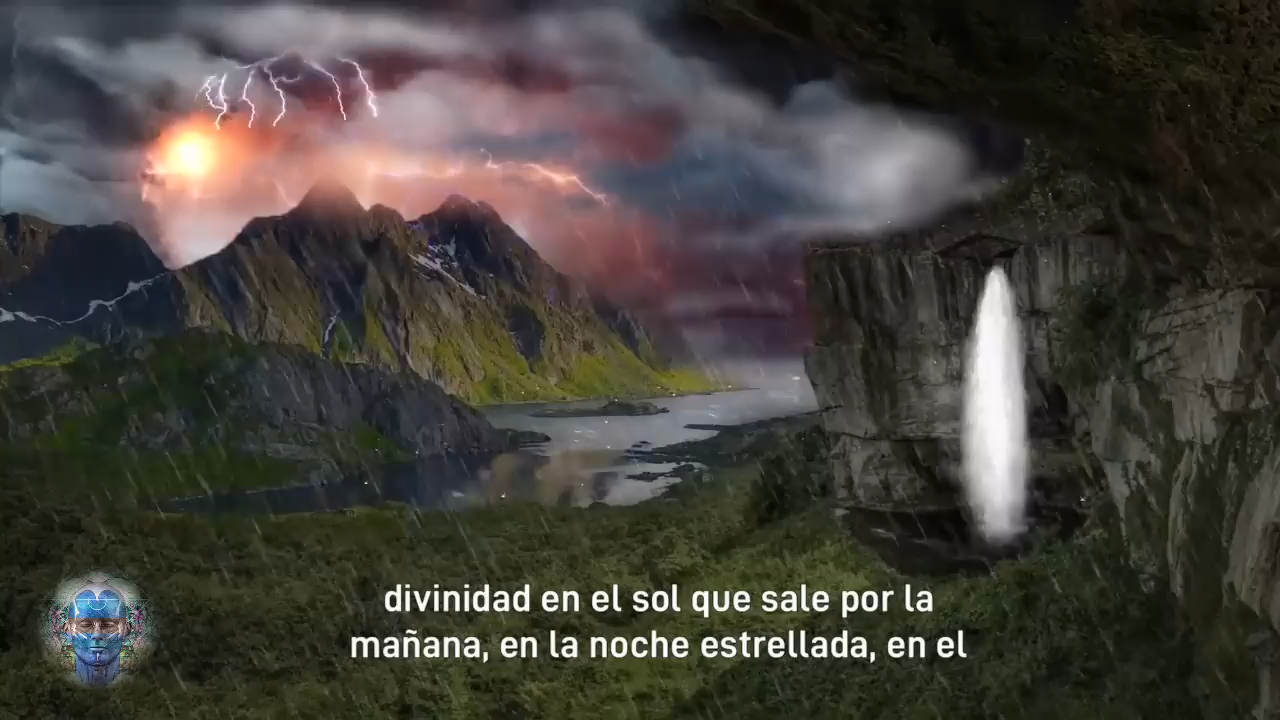 divinidad en el sol que sale por la
mañana, en la noche estrellada, en el